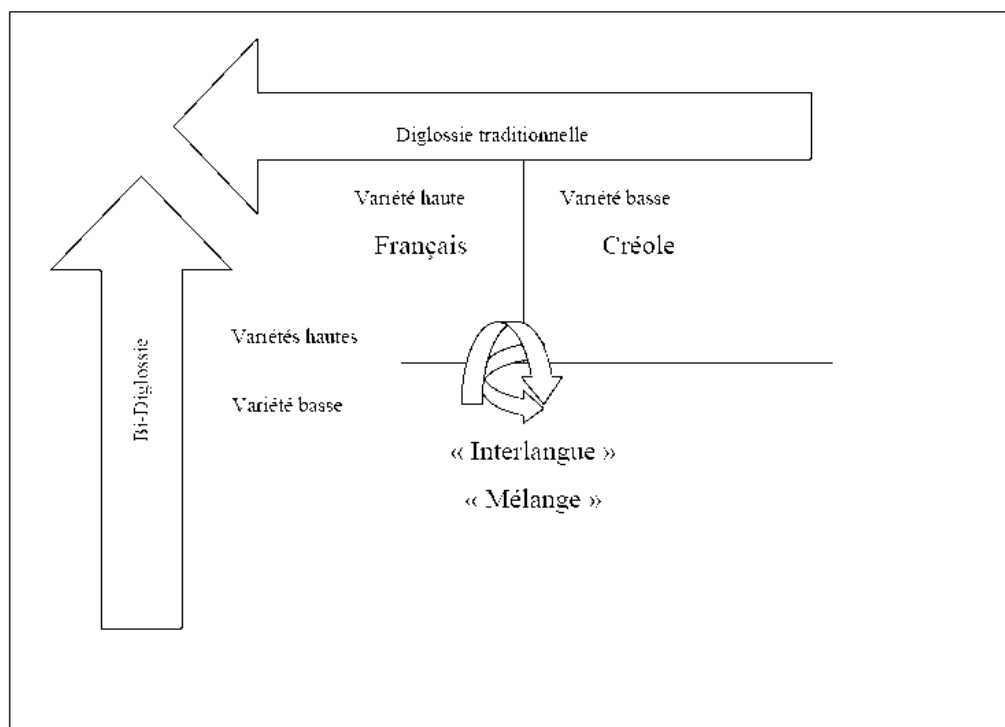 Diglossie traditionnelle
Variété haute
Variété basse
Français
Créole
Variétés hautes
Variété basse
Bi-Diglossie
« Interlangue »
« Mélange »